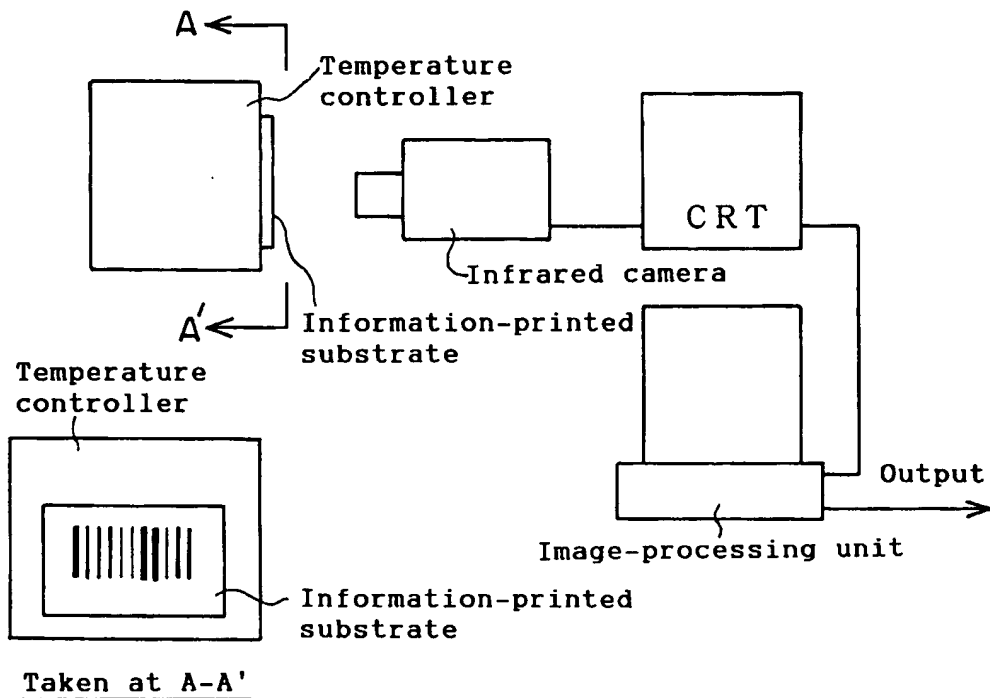 A
Temperature
controller
CRT
Infrared camera
A′
Information-printed
substrate
Temperature
controller
Output
Image-processing unit
Information-printed
substrate
Taken at A-A'